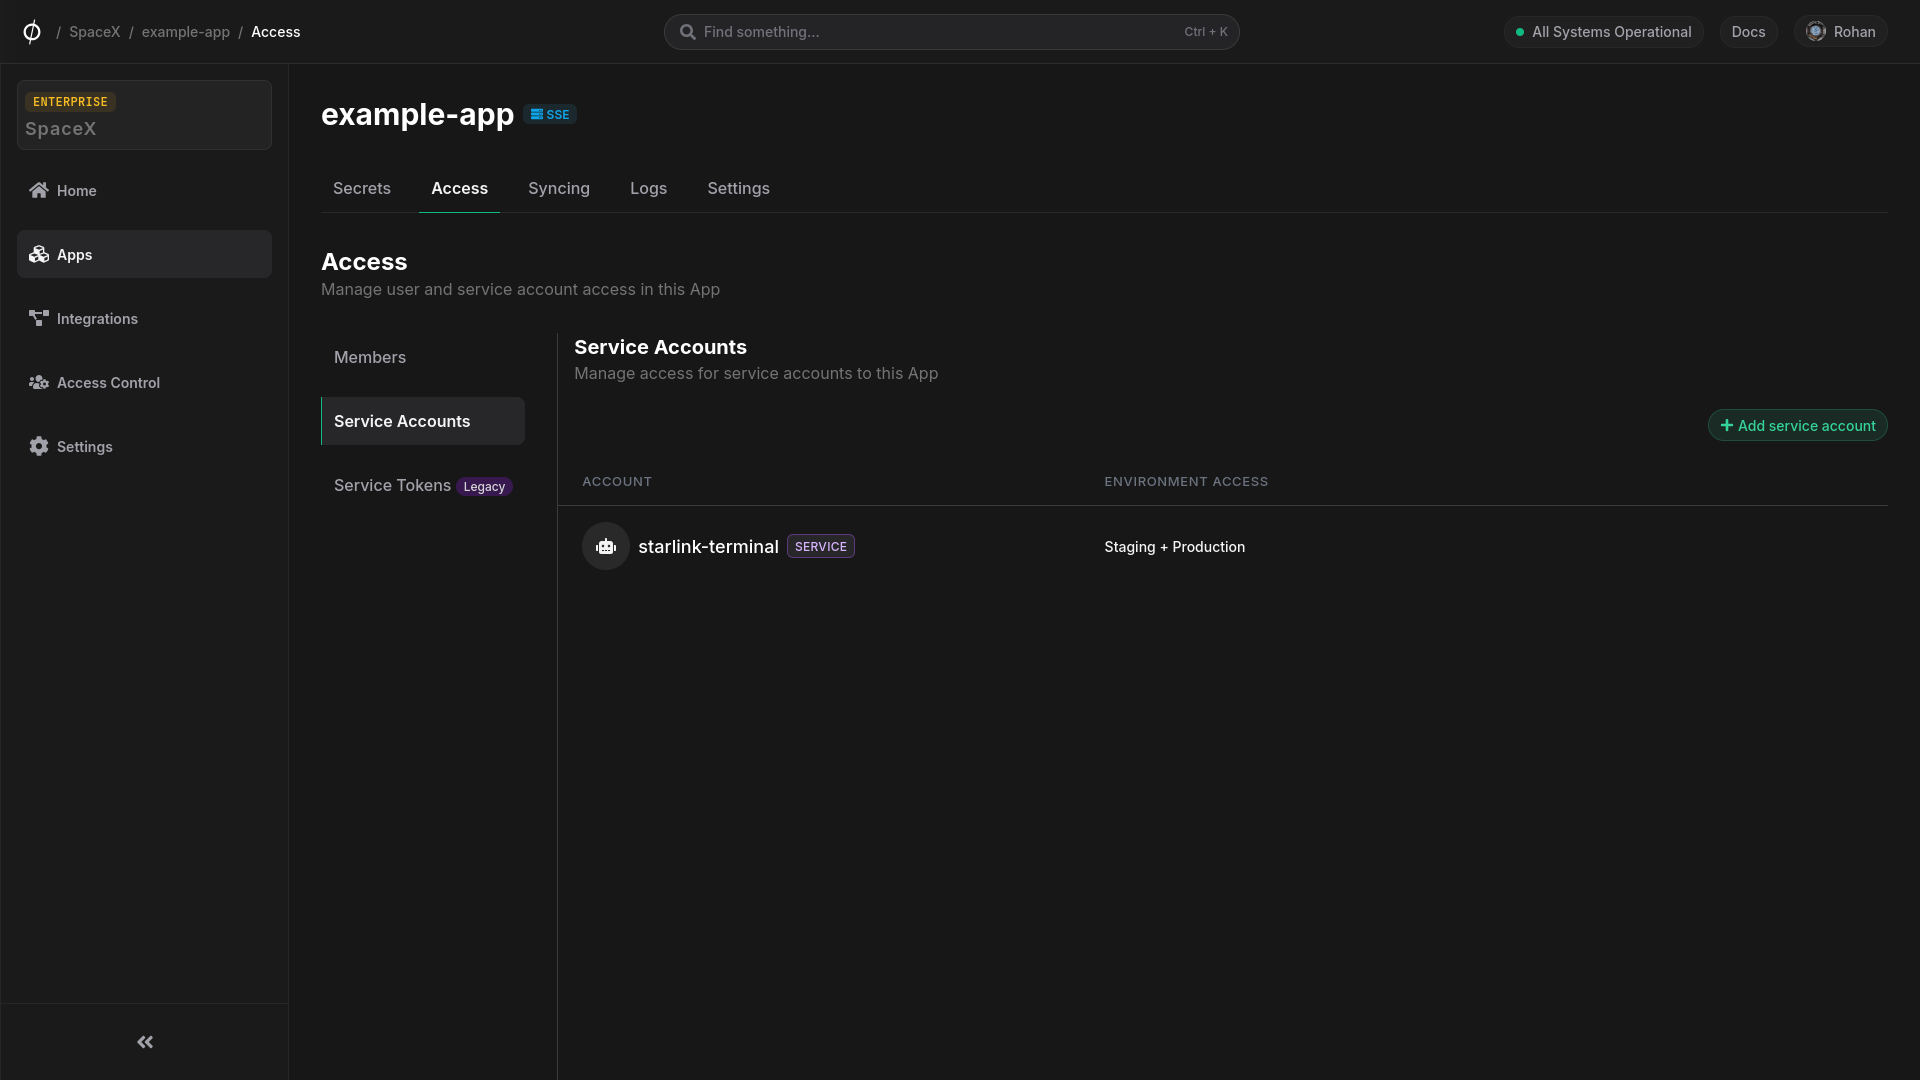 / SpaceX / example-app / Access
Find something...
Ctrl + K
All Systems Operational
Docs
Rohan
ENTERPRISE
SpaceX
Home
Apps
Integrations
Access Control
Settings
example-app
SSE
Secrets
Access
Syncing
Logs
Settings
Access
Manage user and service account access in this App
Members
Service Accounts
Service Tokens Legacy
Service Accounts
Manage access for service accounts to this App
Add service account
ACCOUNT
ENVIRONMENT ACCESS
starlink-terminal SERVICE
Staging + Production